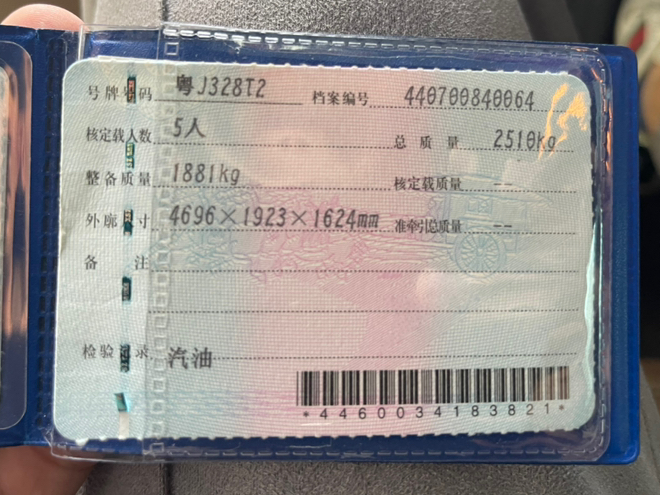 号牌号码 粤J328T2 档案编号 440700840064
核定载人数 5人 总质量 2510kg
整备质量 1881kg 核定载质量 --
外廓尺寸 4696×1923×1624mm 准牵引总质量 --
备注
检验记录 汽油
*4460034183821*